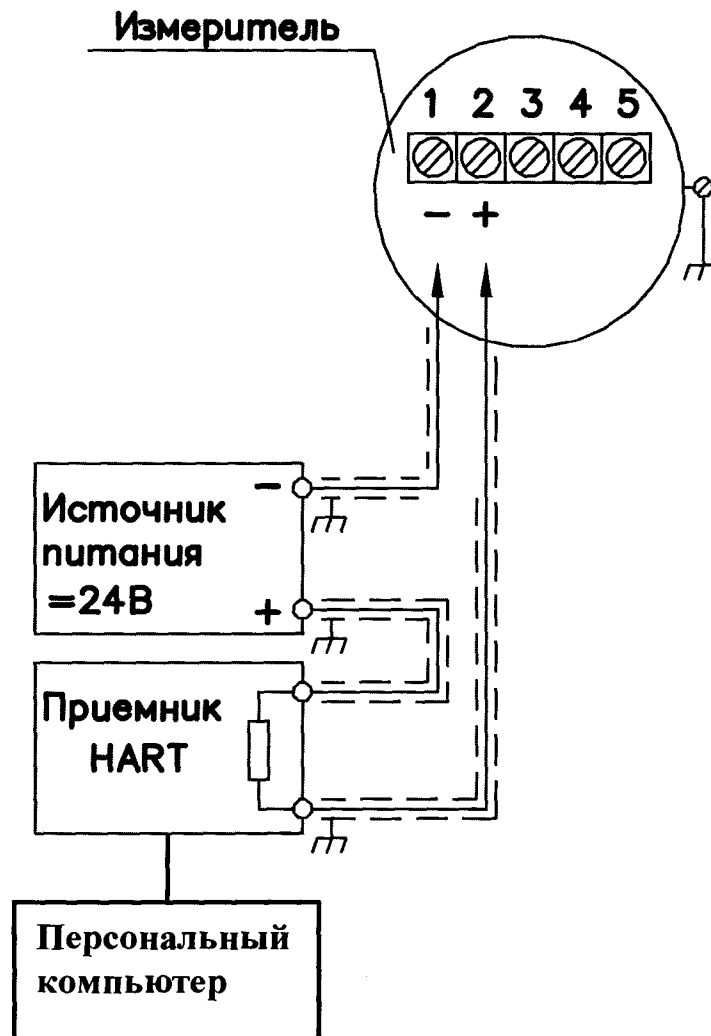 Измеритель
1 2 3 4 5
- +
Источник
питания
=24В
-
+
Приемник
HART
Персональный
компьютер